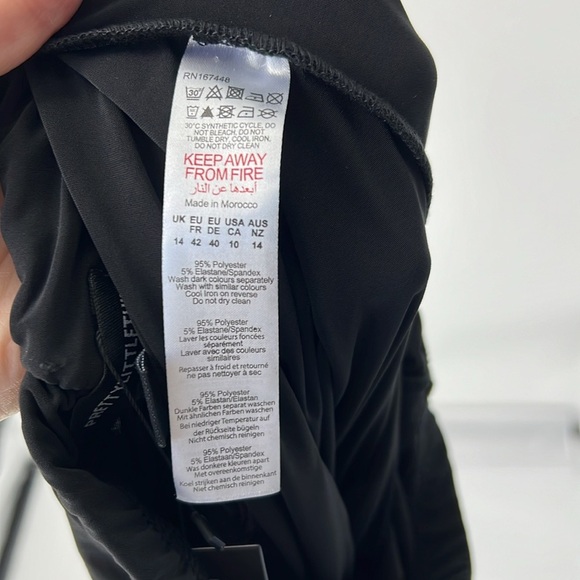 RN167448
30
30°C SYNTHETIC CYCLE, DO
NOT BLEACH, DO NOT
TUMBLE DRY, COOL IRON,
DO NOT DRY CLEAN
KEEP AWAY
FROM FIRE
أبعدها عن النار
Made in Morocco
UK EU EU USA AUS
FR DE CA NZ
14 42 40 10 14
95% Polyester
5% Elastane/Spandex
Wash dark colours separately
Wash with similar colours
Cool Iron on reverse
Do not dry clean
95% Polyester
5% Elastane/Spandex
Laver les couleurs foncées
séparément
Laver avec des couleurs
similaires
Repasser à froid et retourné
ne pas nettoyer à sec
95% Polyester
5% Elastan/Elastan
Dunkle Farben separat waschen
Mit ähnlichen Farben waschen
Bei niedriger Temperatur auf
der Rückseite bügeln
Nicht chemisch reinigen
95% Polyester
5% Elastaan/Spandex
Was donkere kleuren apart
Met overeenkomstige
Koel strijken aan de binnenkant
Niet chemisch reinigen
PRETTYLITTLETHI